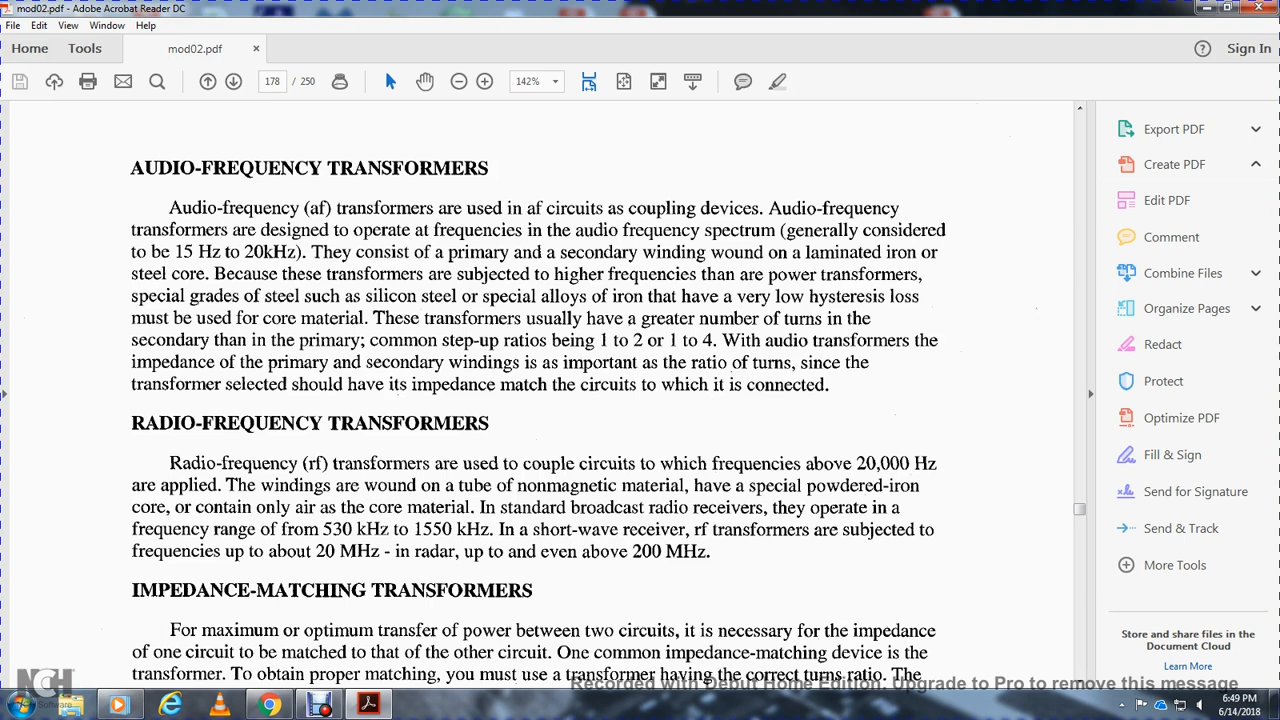 mod02.pdf - Adobe Acrobat Reader DC
File Edit View Window Help
Home Tools mod02.pdf × Sign In
178 / 250 142%
AUDIO-FREQUENCY TRANSFORMERS
Audio-frequency (af) transformers are used in af circuits as coupling devices. Audio-frequency
transformers are designed to operate at frequencies in the audio frequency spectrum (generally considered
to be 15 Hz to 20kHz). They consist of a primary and a secondary winding wound on a laminated iron or
steel core. Because these transformers are subjected to higher frequencies than are power transformers,
special grades of steel such as silicon steel or special alloys of iron that have a very low hysteresis loss
must be used for core material. These transformers usually have a greater number of turns in the
secondary than in the primary; common step-up ratios being 1 to 2 or 1 to 4. With audio transformers the
impedance of the primary and secondary windings is as important as the ratio of turns, since the
transformer selected should have its impedance match the circuits to which it is connected.
RADIO-FREQUENCY TRANSFORMERS
Radio-frequency (rf) transformers are used to couple circuits to which frequencies above 20,000 Hz
are applied. The windings are wound on a tube of nonmagnetic material, have a special powdered-iron
core, or contain only air as the core material. In standard broadcast radio receivers, they operate in a
frequency range of from 530 kHz to 1550 kHz. In a short-wave receiver, rf transformers are subjected to
frequencies up to about 20 MHz - in radar, up to and even above 200 MHz.
IMPEDANCE-MATCHING TRANSFORMERS
For maximum or optimum transfer of power between two circuits, it is necessary for the impedance
of one circuit to be matched to that of the other circuit. One common impedance-matching device is the
transformer. To obtain proper matching, you must use a transformer having the correct turns ratio. The
Export PDF
Create PDF
Edit PDF
Comment
Combine Files
Organize Pages
Redact
Protect
Optimize PDF
Fill & Sign
Send for Signature
Send & Track
More Tools
Store and share files in the
Document Cloud
Learn More
Recorded with Debut Home Edition. Upgrade to Pro to remove this message
NCH
Software
6:49 PM
6/14/2018